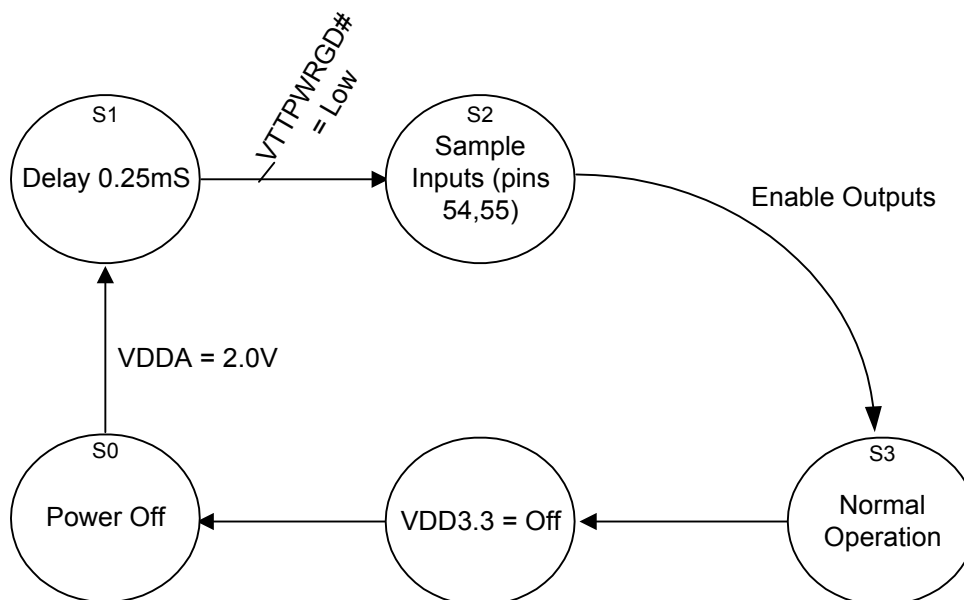 S1
Delay 0.25mS
VTTPWRGD#
= Low
S2
Sample
Inputs (pins
54,55)
Enable Outputs
VDDA = 2.0V
S0
Power Off
VDD3.3 = Off
S3
Normal
Operation